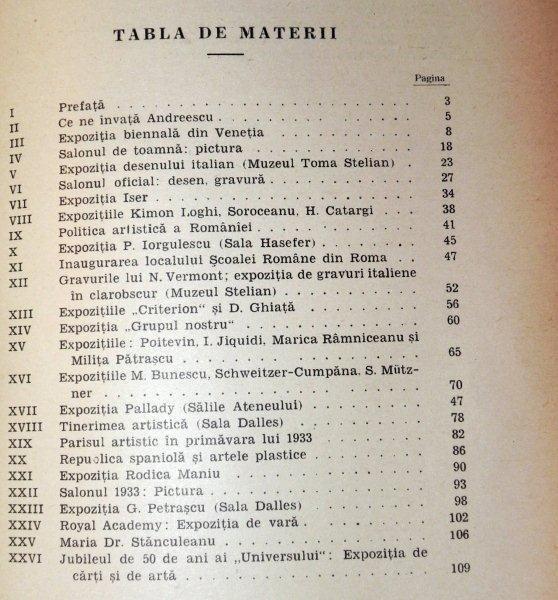 TABLA DE MATERII
Pagina
I Prefață . . . . . . . . . . . . . . . . . . . 3
II Ce ne învață Andreescu . . . . . . . . . . . . . 5
III Expoziția biennală din Veneția . . . . . . . . . . 8
IV Salonul de toamnă: pictura . . . . . . . . . . . 18
V Expoziția desenului italian (Muzeul Toma Stelian) . 23
VI Salonul oficial: desen, gravură . . . . . . . . . . 27
VII Expoziția Iser . . . . . . . . . . . . . . . . . 34
VIII Expozițiile Kimon Loghi, Soroceanu, H. Catargi . . . 38
IX Politica artistică a României . . . . . . . . . . . 41
X Expoziția P. Iorgulescu (Sala Hasefer) . . . . . . . 45
XI Inaugurarea localului Școalei Române din Roma . . 47
XII Gravurile lui N. Vermont; expoziția de gravuri italiene
în clarobscur (Muzeul Stelian) . . . . . . . . . . 52
XIII Expozițiile „Criterion" și D. Ghiață . . . . . . . . 56
XIV Expoziția „Grupul nostru" . . . . . . . . . . . . 60
XV Expozițiile: Poitevin, I. Jiquidi, Marica Râmniceanu și
Milița Pătrașcu . . . . . . . . . . . . . . . . 65
XVI Expozițiile M. Bunescu, Schweitzer-Cumpăna, S. Mütz-
ner . . . . . . . . . . . . . . . . . . . . . 70
XVII Expoziția Pallady (Sălile Ateneului) . . . . . . . . 47
XVIII Tinerimea artistică (Sala Dalles) . . . . . . . . . . 78
XIX Parisul artistic în primăvara lui 1933 . . . . . . . . 82
XX Republica spaniolă și artele plastice . . . . . . . . 86
XXI Expoziția Rodica Maniu . . . . . . . . . . . . . 90
XXII Salonul 1933: Pictura . . . . . . . . . . . . . . 93
XXIII Expoziția G. Petrașcu (Sala Dalles) . . . . . . . . 98
XXIV Royal Academy: Expoziția de vară . . . . . . . . . 102
XXV Maria Dr. Stănculeanu . . . . . . . . . . . . . . 106
XXVI Jubileul de 50 de ani ai „Universului": Expoziția de
cărți și de artă . . . . . . . . . . . . . . . . 109